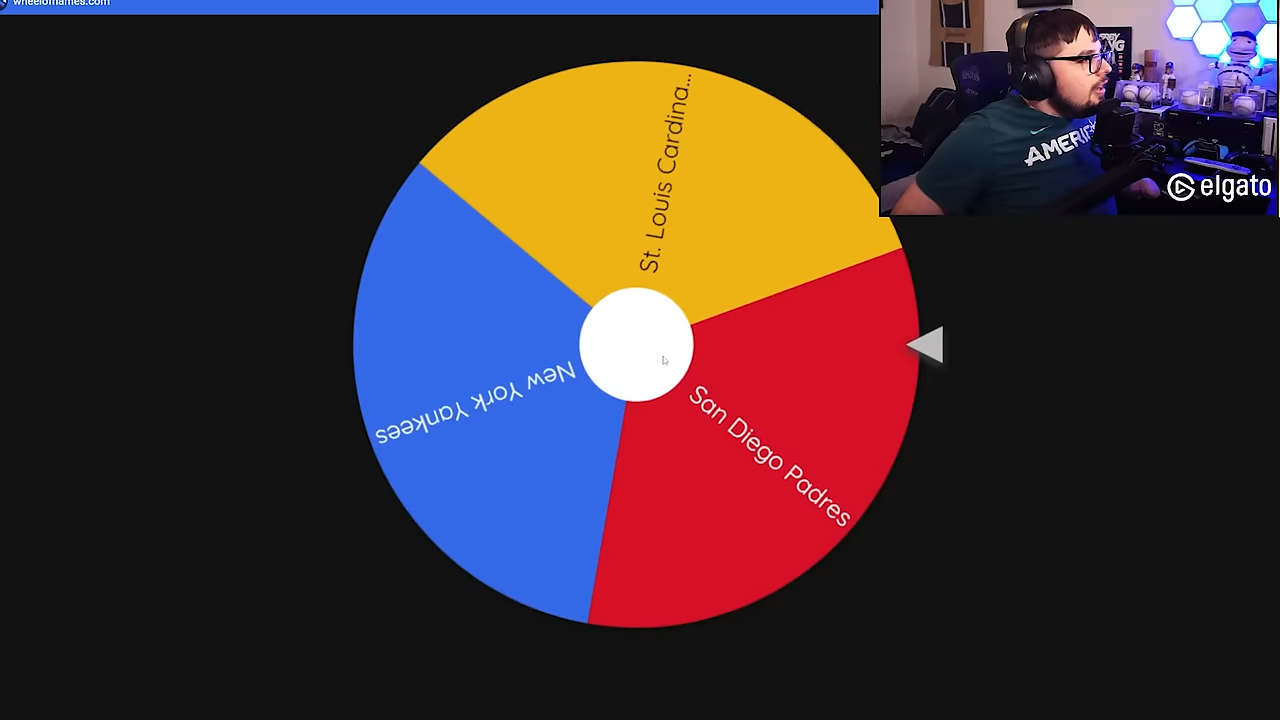 wheelofnames.com
St. Louis Cardina...
New York Yankees
San Diego Padres
AMERI
elgato